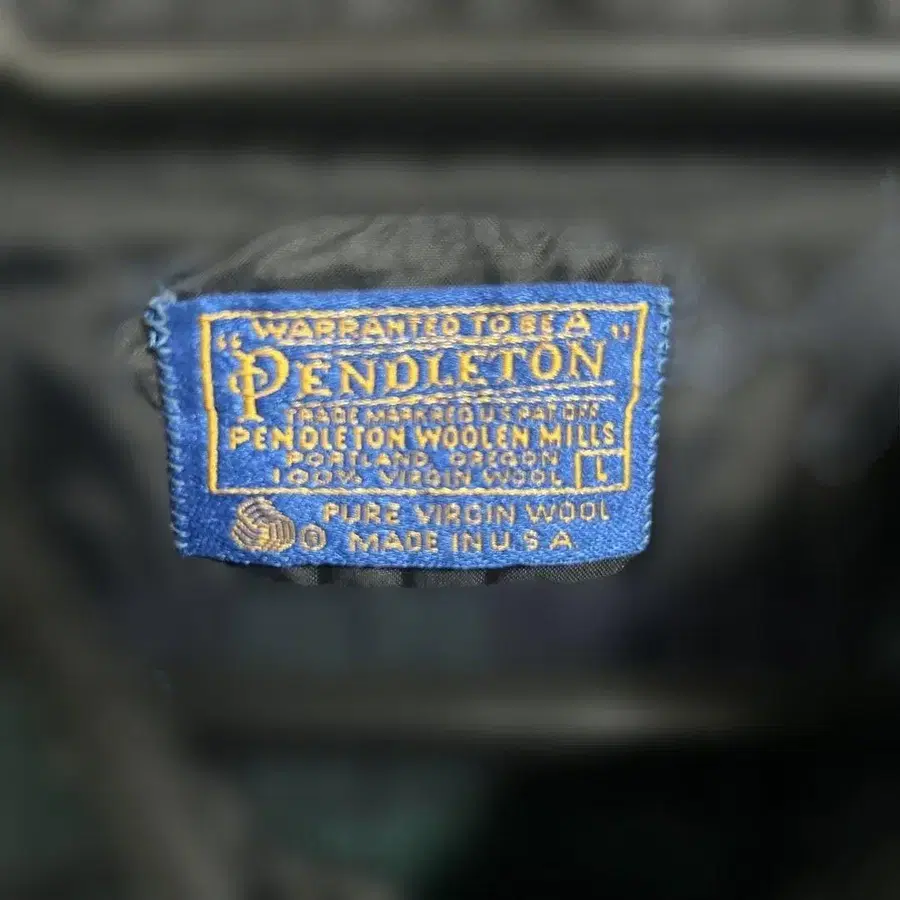 "WARRANTED TO BE A
PENDLETON"
TRADE MARK REG U.S. PAT. OFF.
PENDLETON WOOLEN MILLS
PORTLAND, OREGON
100% VIRGIN WOOL L
PURE VIRGIN WOOL
® MADE IN U.S.A.